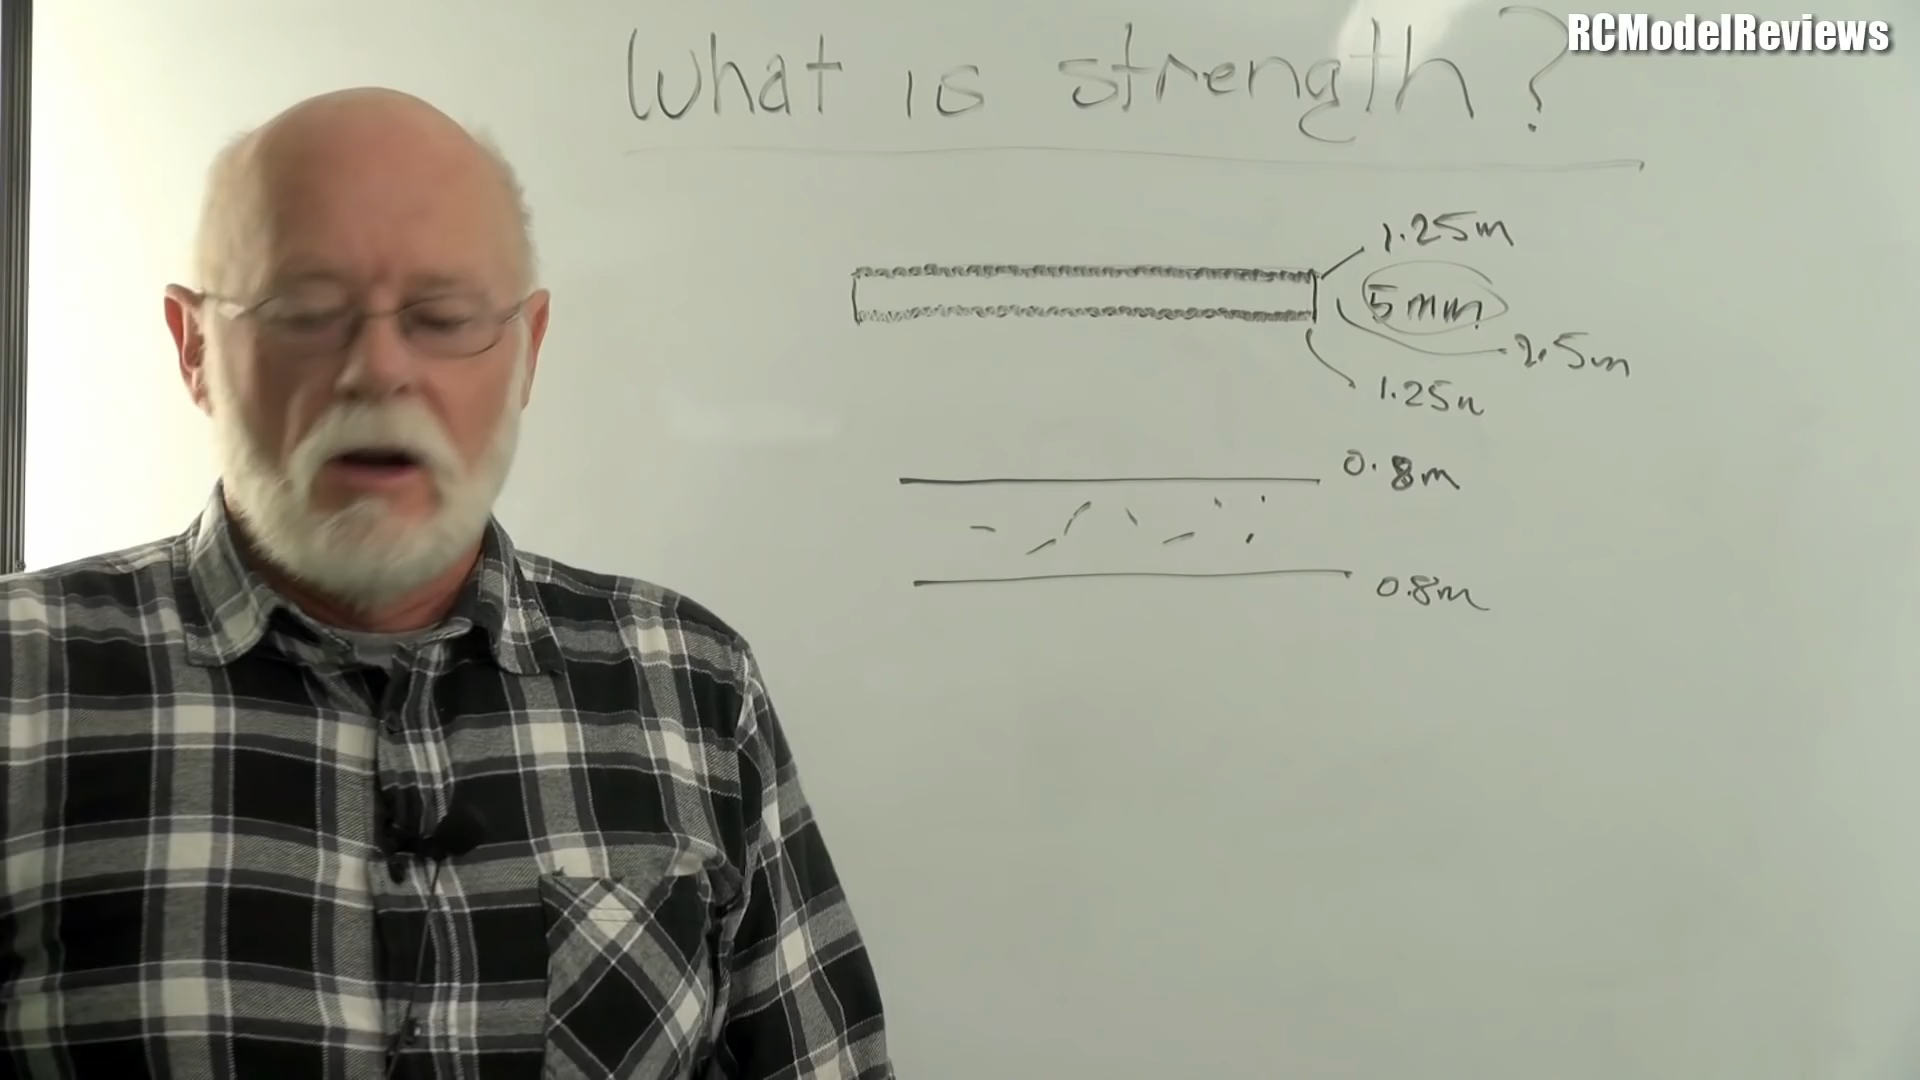 RCModelReviews
What is strength?
1.25m
5mm
2.5m
1.25m
0.8m
0.8m